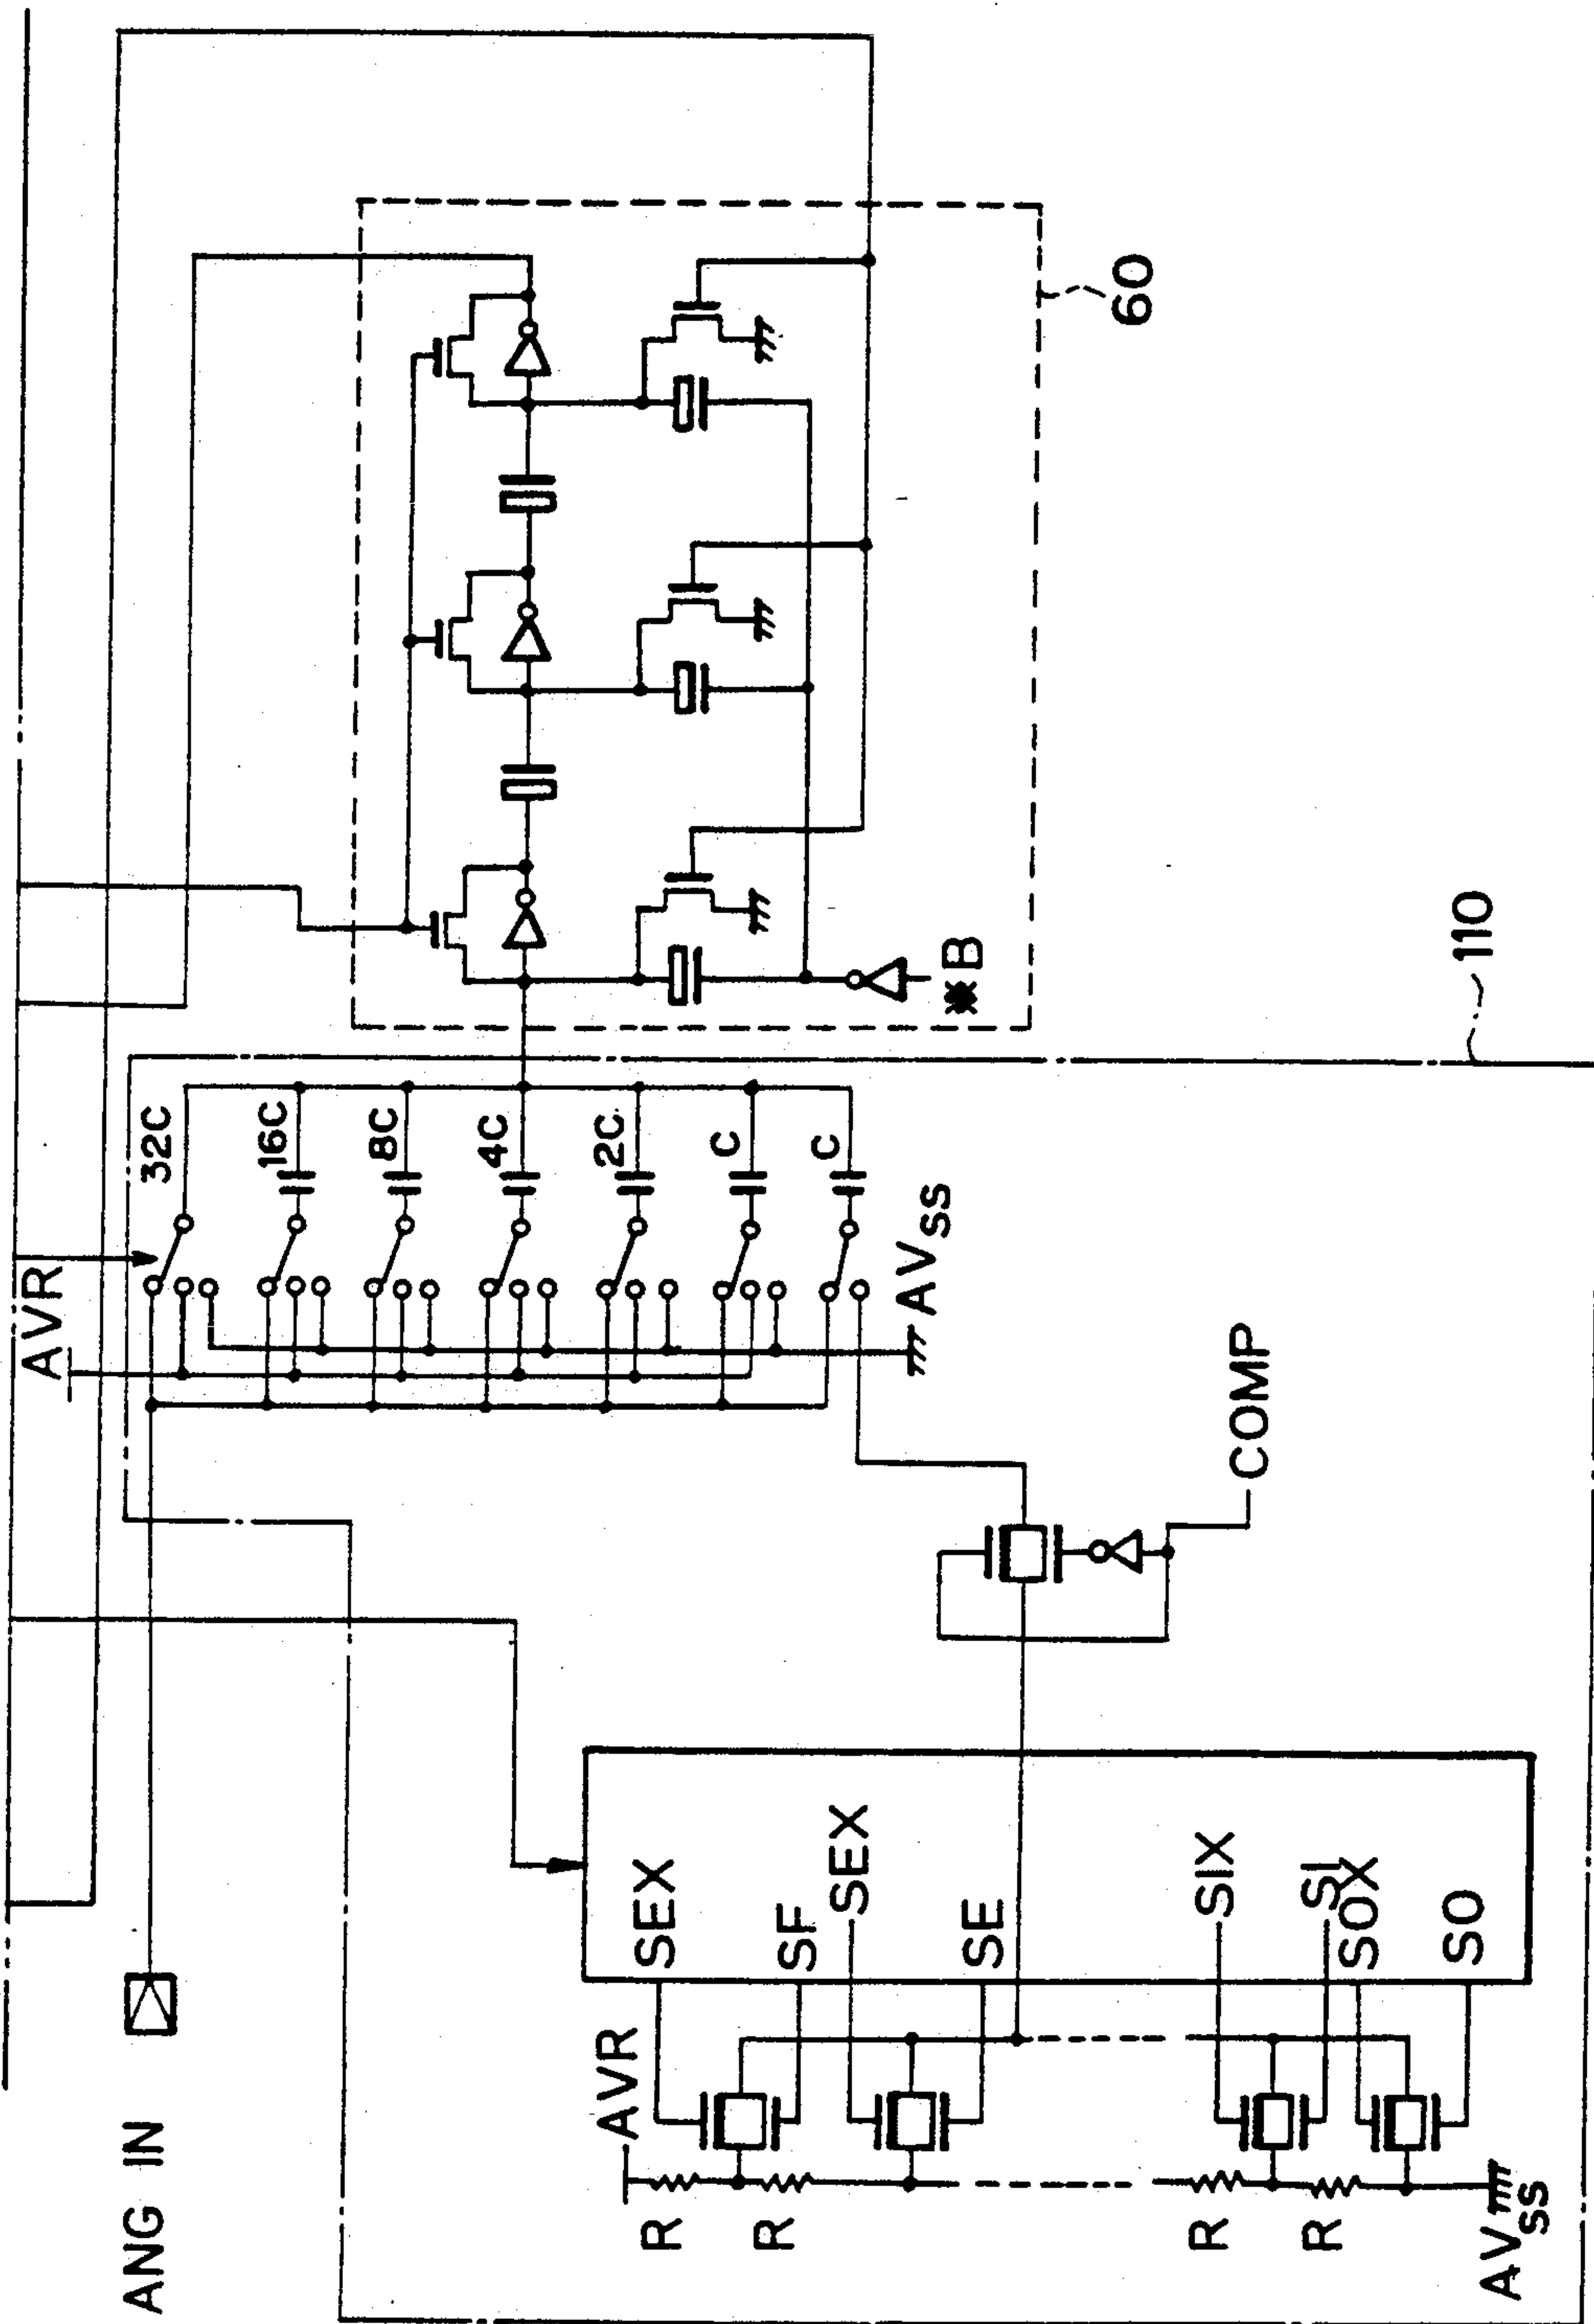 ANG IN
AVR
32C
16C
8C
4C
2C
C
C
AVSS
60
※B
110
COMP
AVR
SEX
SF
SEX
SE
SIX
SI
SOX
SO
R
R
R
R
AVSS